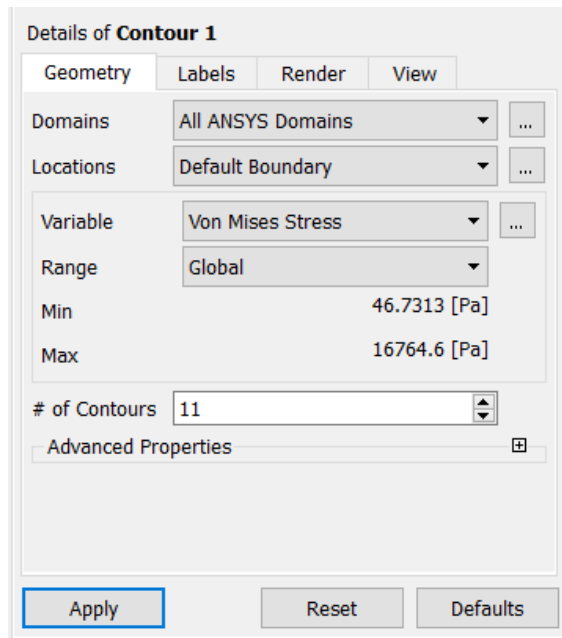 Details of Contour 1
Geometry Labels Render View
Domains All ANSYS Domains ...
Locations Default Boundary ...
Variable Von Mises Stress ...
Range Global
Min 46.7313 [Pa]
Max 16764.6 [Pa]
# of Contours 11
Advanced Properties
Apply Reset Defaults